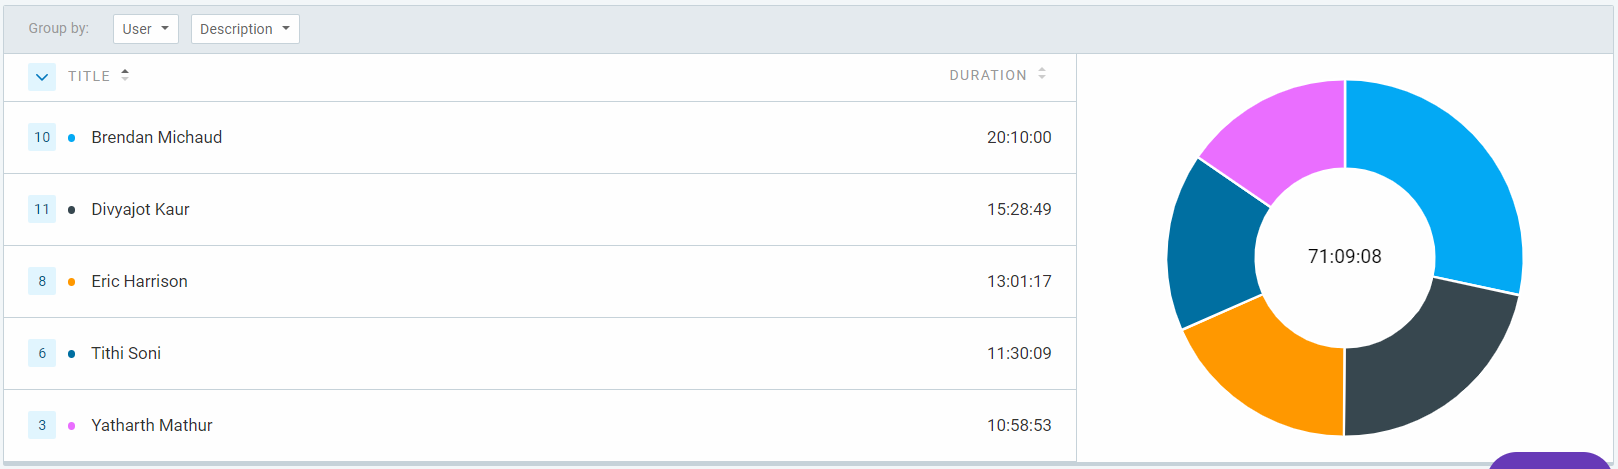 Group by: User Description
TITLE DURATION
10 Brendan Michaud 20:10:00
11 Divyajot Kaur 15:28:49
8 Eric Harrison 13:01:17
6 Tithi Soni 11:30:09
3 Yatharth Mathur 10:58:53
71:09:08